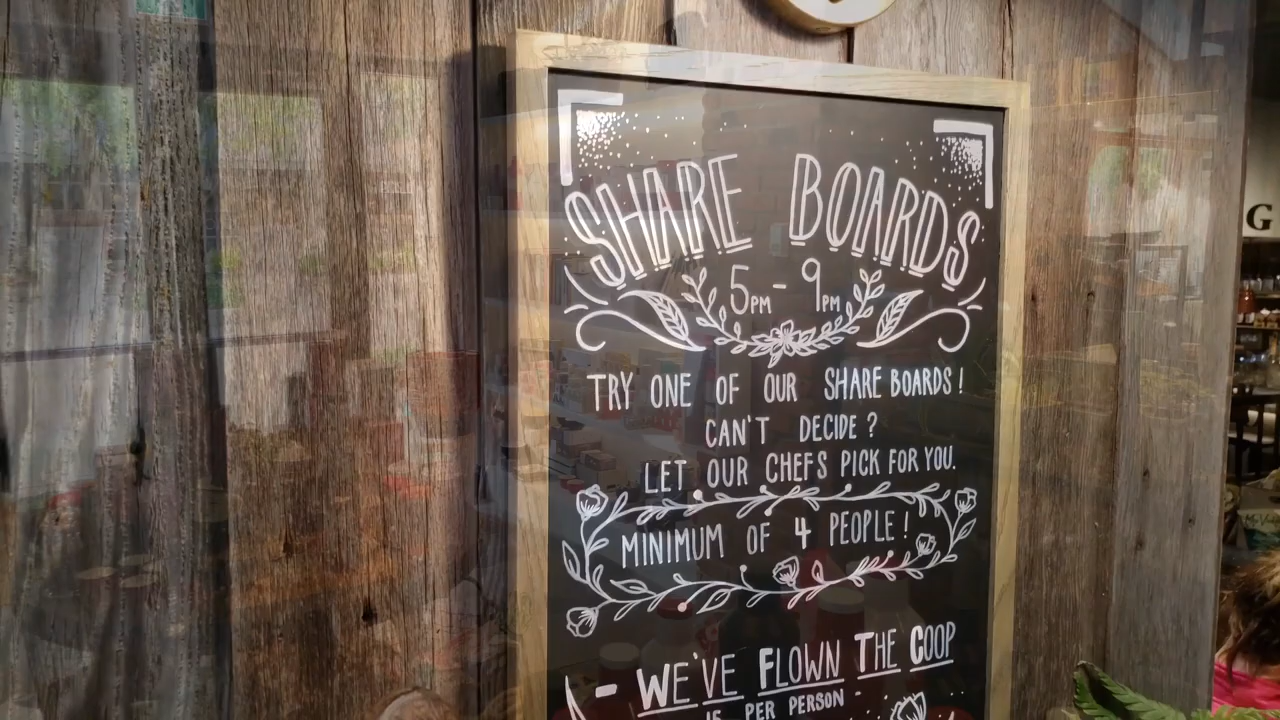 SHARE BOARDS
5PM - 9PM
TRY ONE OF OUR SHARE BOARDS!
CAN'T DECIDE?
LET OUR CHEFS PICK FOR YOU.
MINIMUM OF 4 PEOPLE!
- WE'VE FLOWN THE COOP
PER PERSON -
G